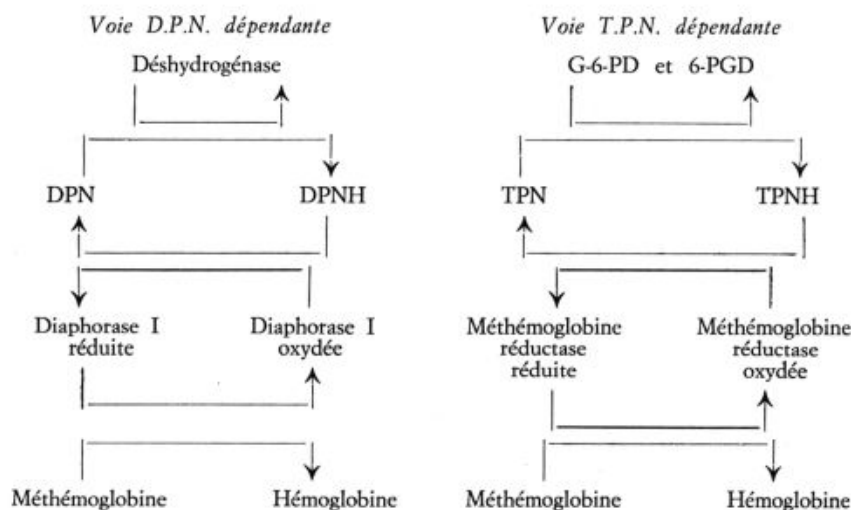 Voie D.P.N. dépendante
Déshydrogénase
DPN DPNH
Diaphorase I
réduite
Diaphorase I
oxydée
Méthémoglobine Hémoglobine
Voie T.P.N. dépendante
G-6-PD et 6-PGD
TPN TPNH
Méthémoglobine
réductase
réduite
Méthémoglobine
réductase
oxydée
Méthémoglobine Hémoglobine